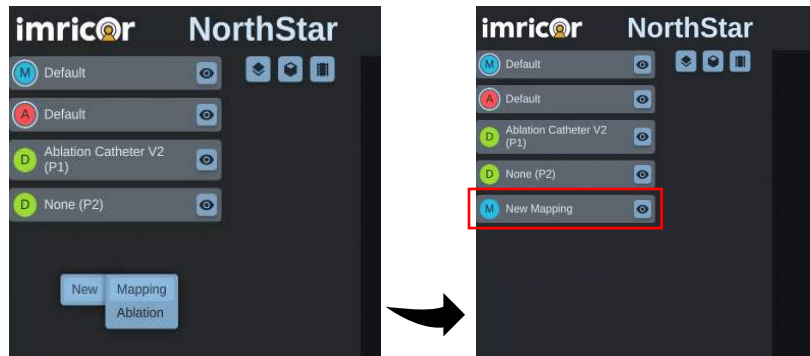 imricor NorthStar
M Default
A Default
D Ablation Catheter V2
(P1)
D None (P2)
New Mapping
Ablation
imricor NorthStar
M Default
A Default
D Ablation Catheter V2
(P1)
D None (P2)
M New Mapping